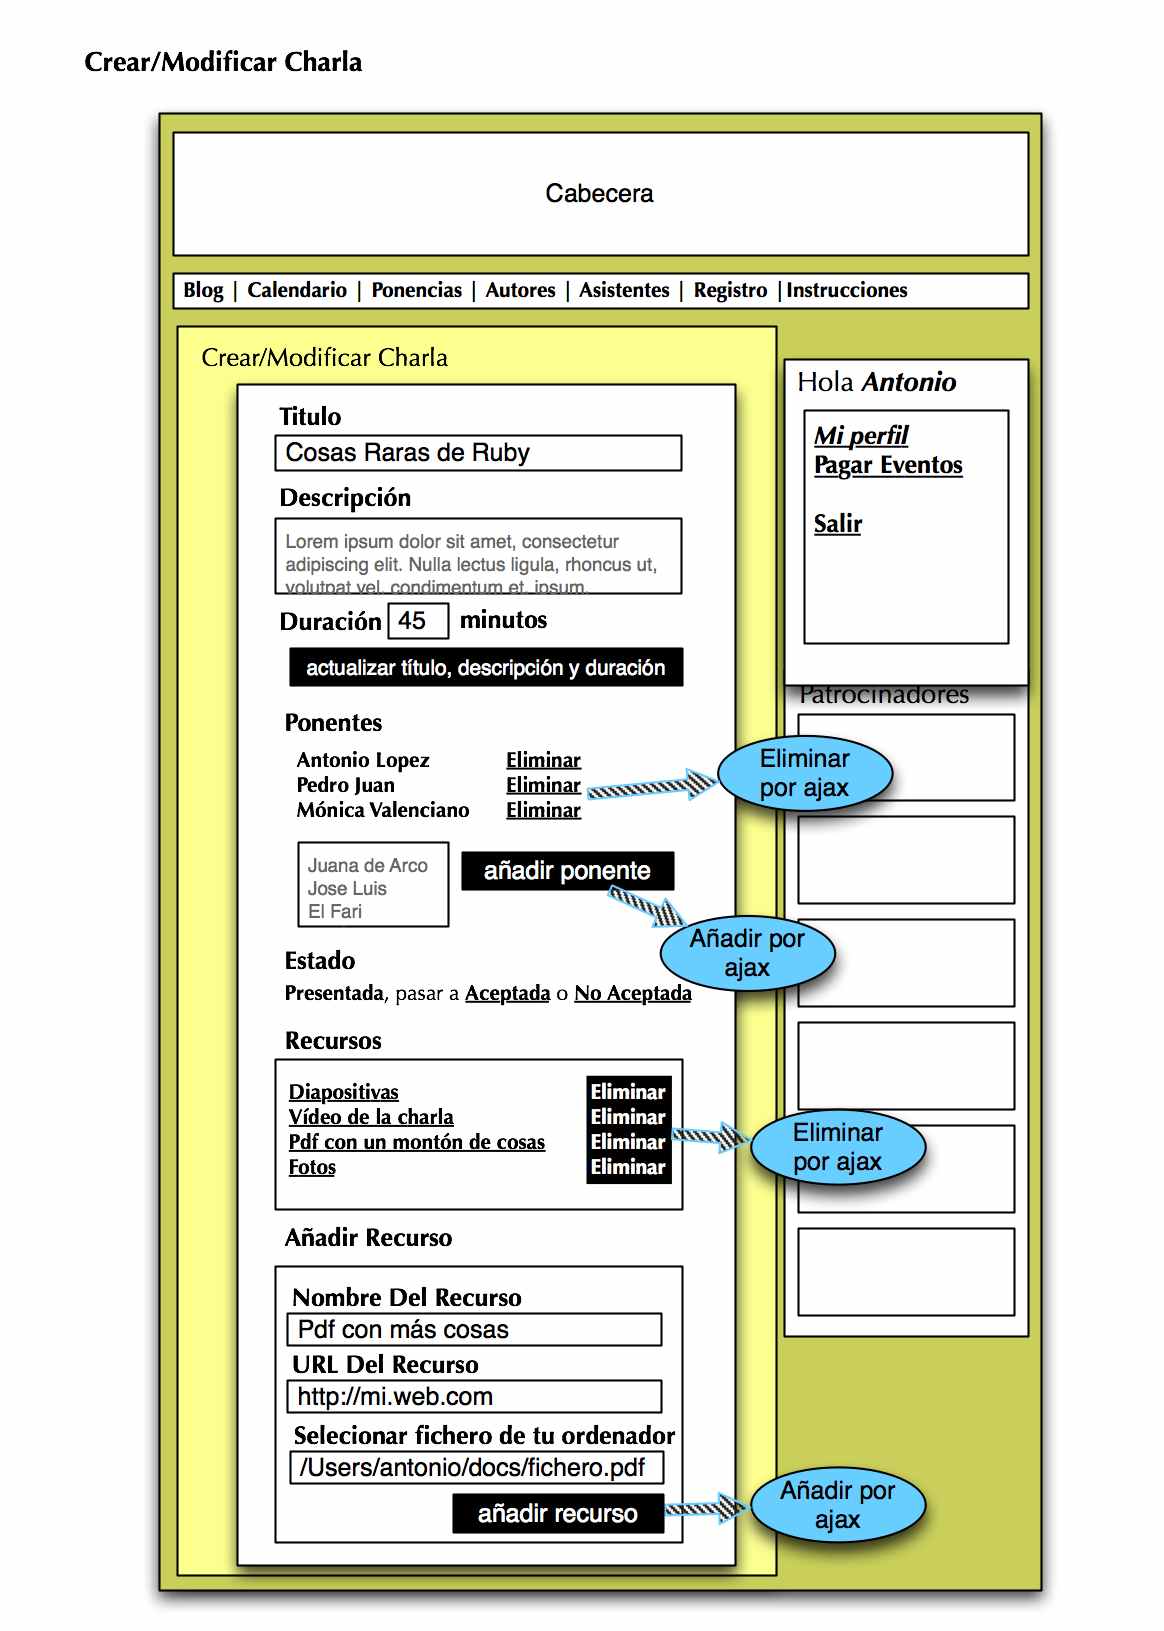 Crear/Modificar Charla
Cabecera
Blog | Calendario | Ponencias | Autores | Asistentes | Registro |Instrucciones
Crear/Modificar Charla
Titulo
Cosas Raras de Ruby
Descripción
Lorem ipsum dolor sit amet, consectetur
adipiscing elit. Nulla lectus ligula, rhoncus ut,
volutpat vel, condimentum et, ipsum.
Duración 45 minutos
actualizar título, descripción y duración
Ponentes
Antonio Lopez Eliminar
Pedro Juan Eliminar
Mónica Valenciano Eliminar
Eliminar
por ajax
Juana de Arco
Jose Luis
El Fari
añadir ponente
Añadir por
ajax
Estado
Presentada, pasar a Aceptada o No Aceptada
Recursos
Diapositivas Eliminar
Vídeo de la charla Eliminar
Pdf con un montón de cosas Eliminar
Fotos Eliminar
Eliminar
por ajax
Añadir Recurso
Nombre Del Recurso
Pdf con más cosas
URL Del Recurso
http://mi.web.com
Selecionar fichero de tu ordenador
/Users/antonio/docs/fichero.pdf
añadir recurso
Añadir por
ajax
Hola Antonio
Mi perfil
Pagar Eventos
Salir
Patrocinadores